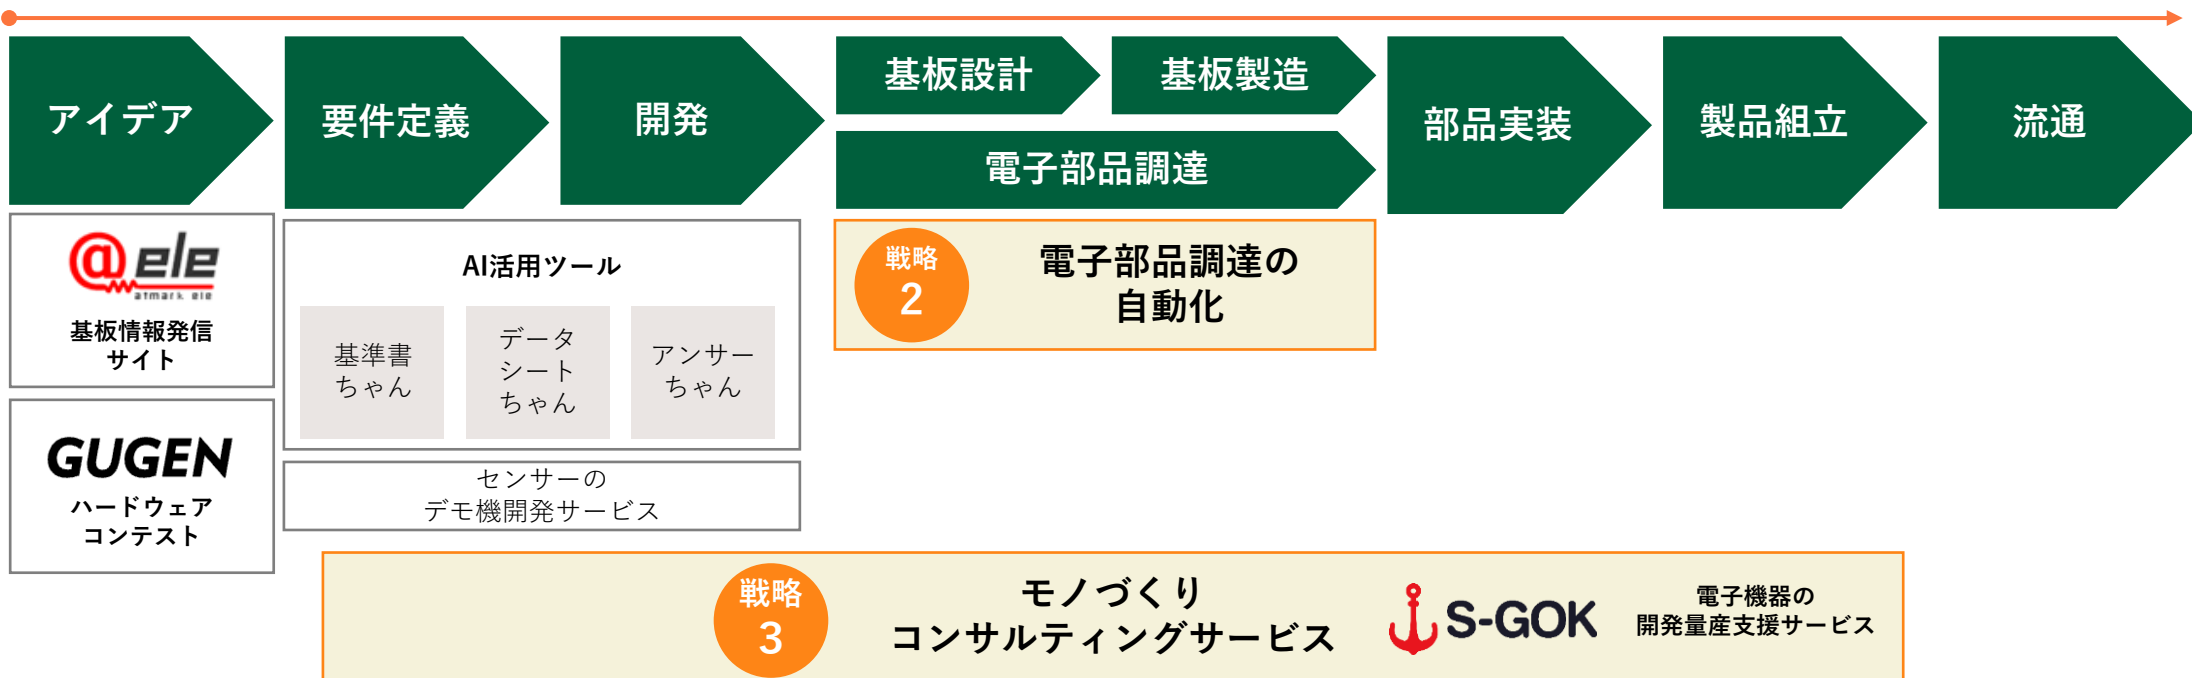 アイデア
要件定義
開発
基板設計
基板製造
電子部品調達
部品実装
製品組立
流通
@ele
atmark ele
基板情報発信
サイト
GUGEN
ハードウェア
コンテスト
AI活用ツール
基準書
ちゃん
データ
シート
ちゃん
アンサー
ちゃん
センサーの
デモ機開発サービス
戦略
2
電子部品調達の
自動化
戦略
3
モノづくり
コンサルティングサービス
S-GOK
電子機器の
開発量産支援サービス